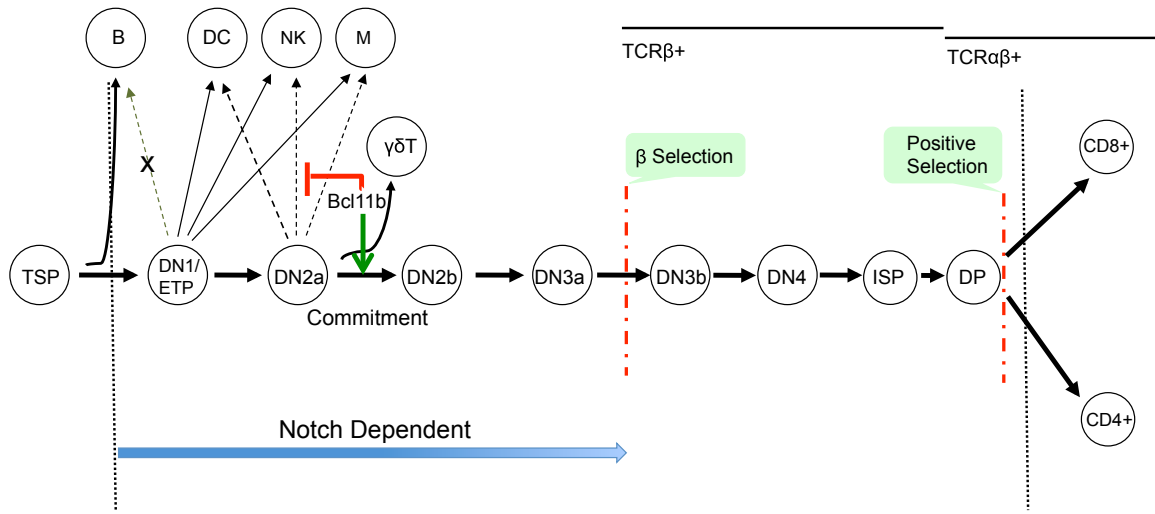 B
DC
NK
M
TCRβ+
TCRαβ+
γδT
β Selection
Positive
Selection
CD8+
X
Bcl11b
TSP
DN1/
ETP
DN2a
DN2b
DN3a
DN3b
DN4
ISP
DP
Commitment
CD4+
Notch Dependent